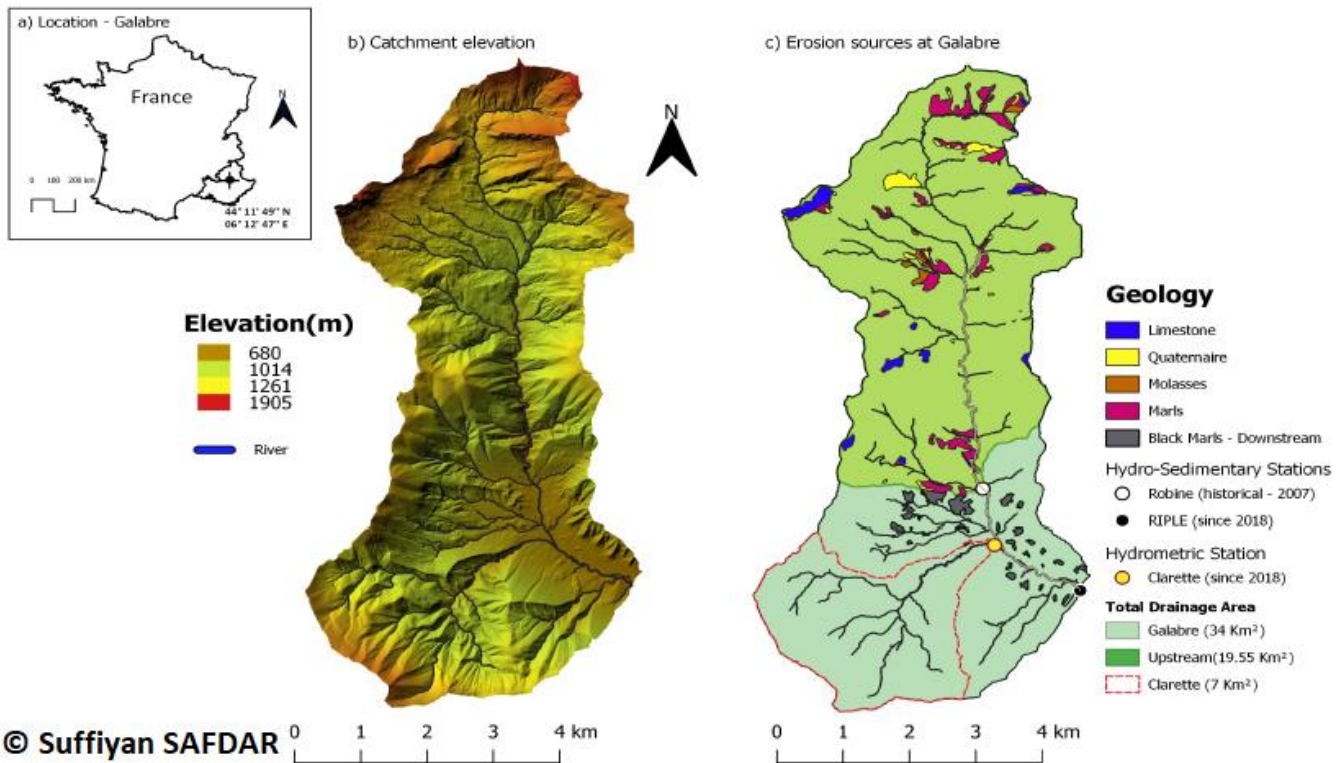 a) Location - Galabre
France
N
0 100 200 km
44° 11' 49'' N
06° 12' 47'' E
b) Catchment elevation
N
Elevation(m)
680
1014
1261
1905
River
0 1 2 3 4 km
c) Erosion sources at Galabre
Geology
Limestone
Quaternaire
Molasses
Marls
Black Marls - Downstream
Hydro-Sedimentary Stations
Robine (historical - 2007)
RIPLE (since 2018)
Hydrometric Station
Clarette (since 2018)
Total Drainage Area
Galabre (34 Km²)
Upstream(19.55 Km²)
Clarette (7 Km²)
0 1 2 3 4 km
© Suffiyan SAFDAR